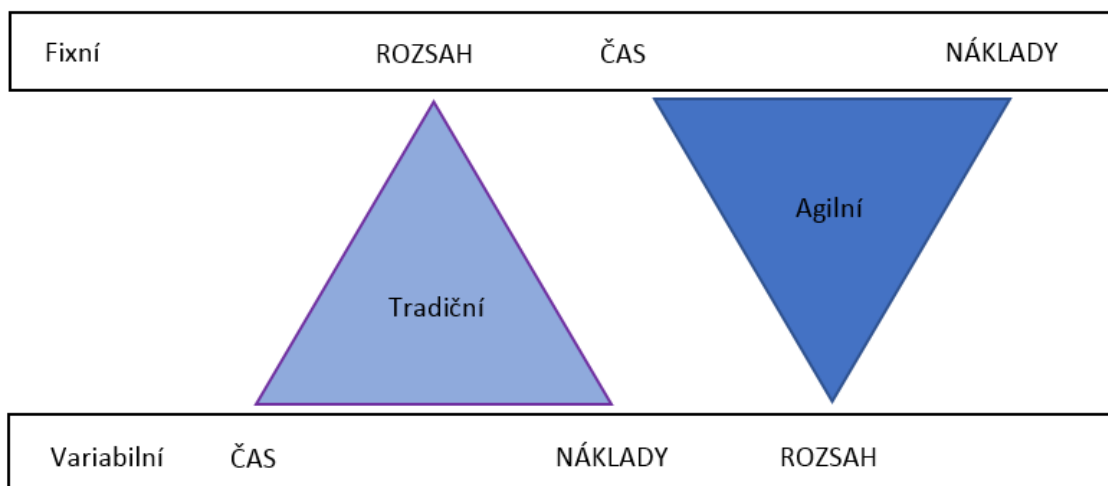 Fixní ROZSAH ČAS NÁKLADY
Agilní
Tradiční
Variabilní ČAS NÁKLADY ROZSAH